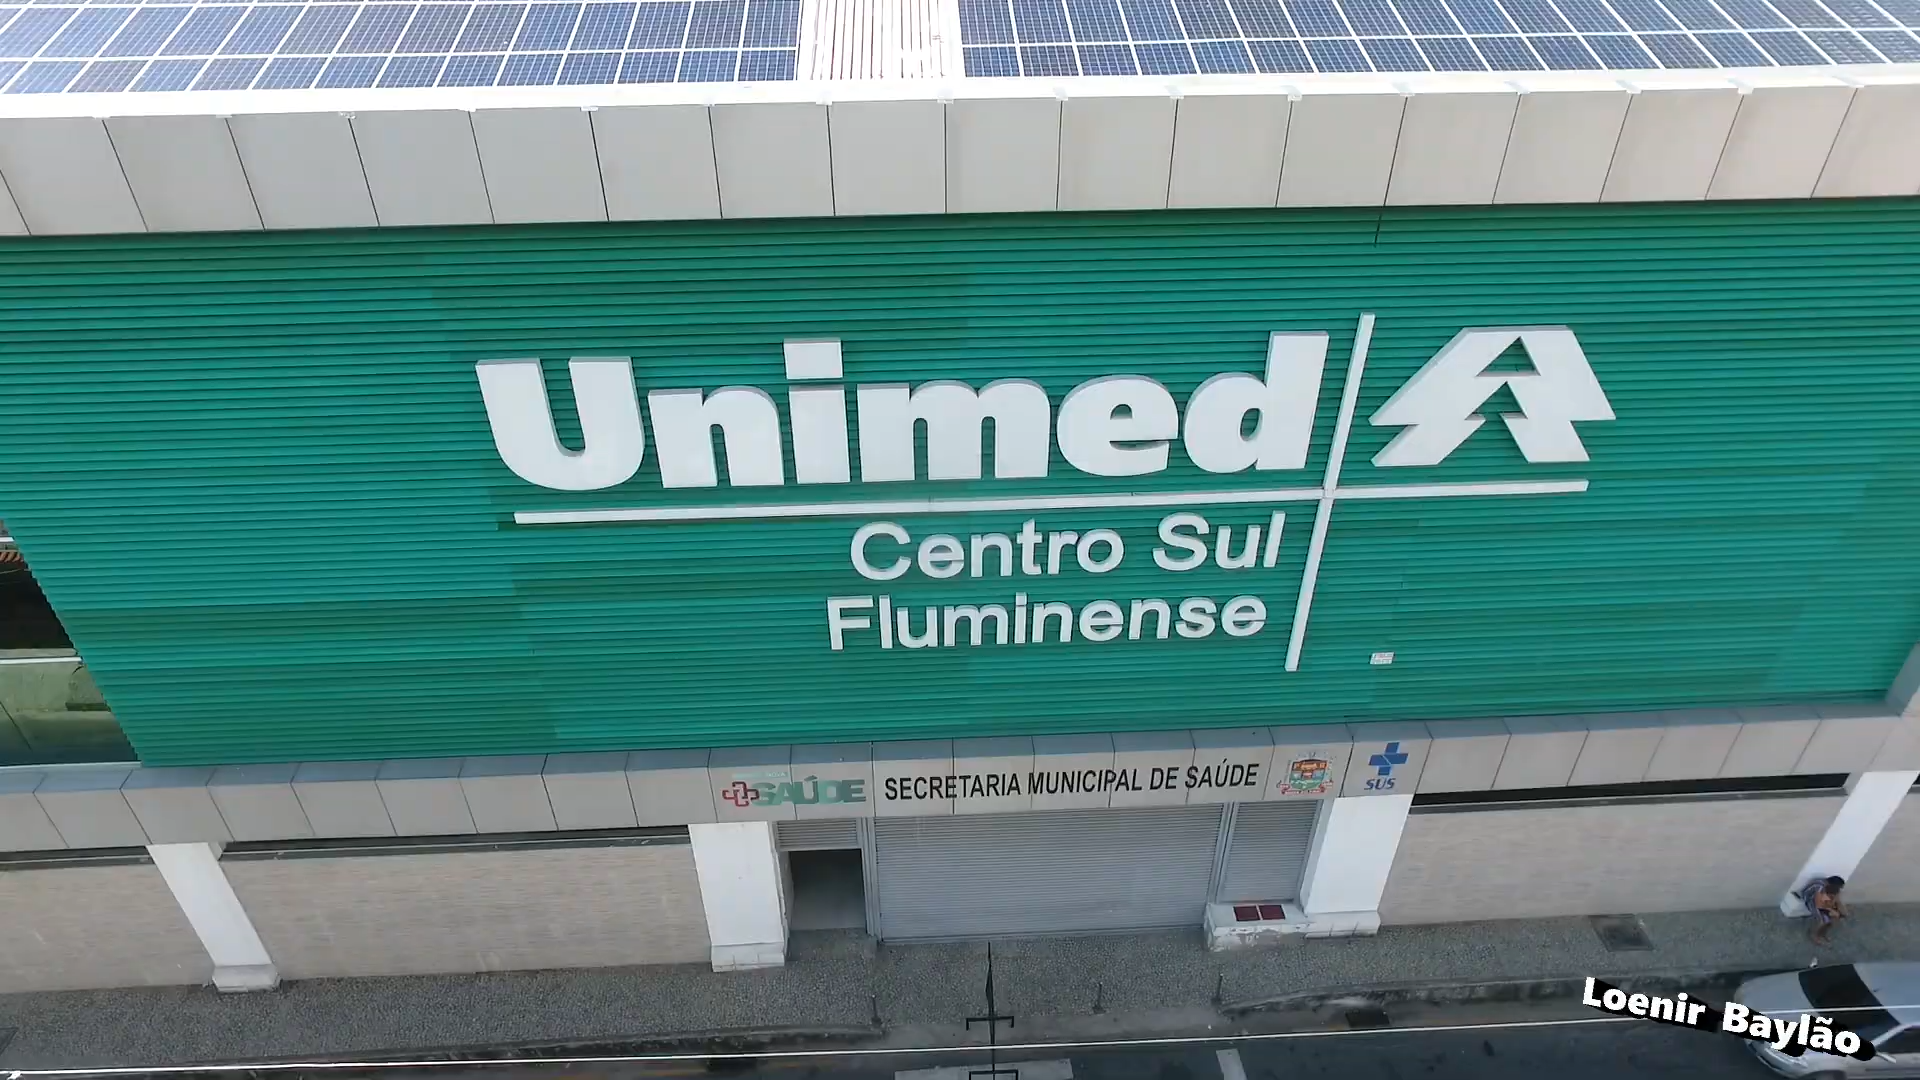 Unimed
Centro Sul
Fluminense
SAÚDE
SECRETARIA MUNICIPAL DE SAÚDE
SUS
Loenir Baylão